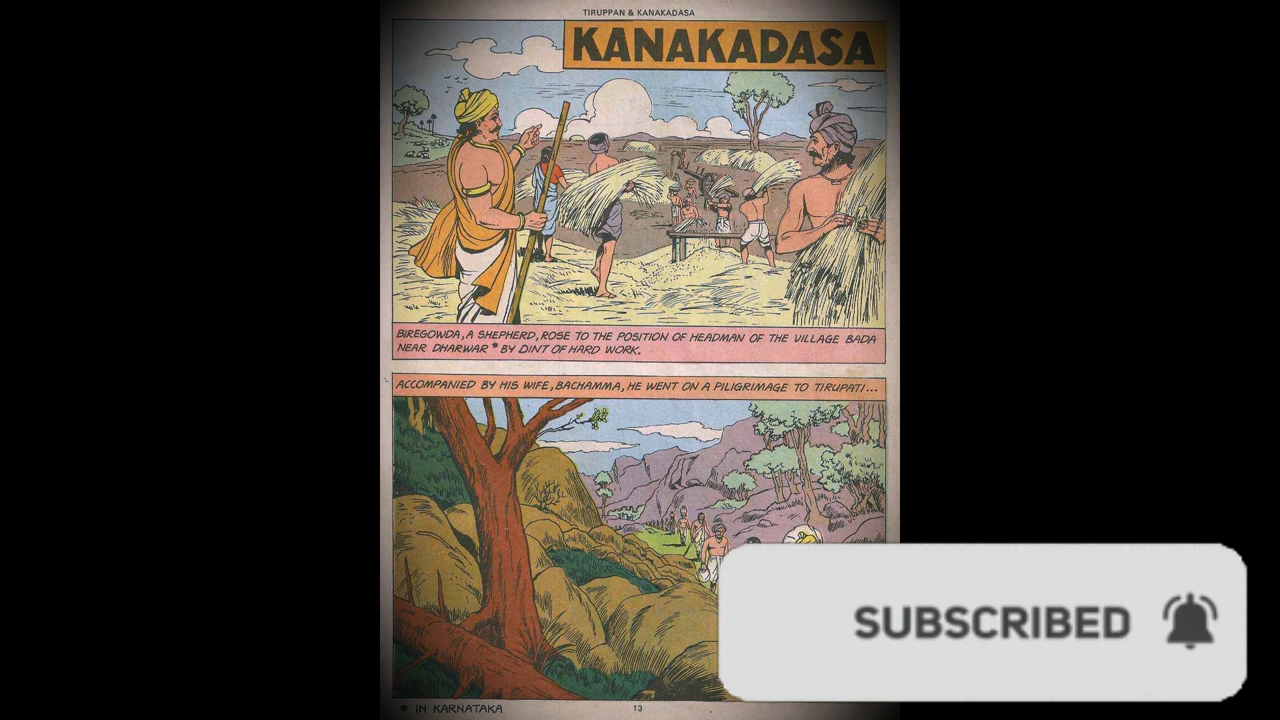 TIRUPPAN & KANAKADASA
KANAKADASA
BIREGOWDA, A SHEPHERD, ROSE TO THE POSITION OF HEADMAN OF THE VILLAGE BADA
NEAR DHARWAR * BY DINT OF HARD WORK.
ACCOMPANIED BY HIS WIFE, BACHAMMA, HE WENT ON A PILIGRIMAGE TO TIRUPATI...
SUBSCRIBED
* IN KARNATAKA
13